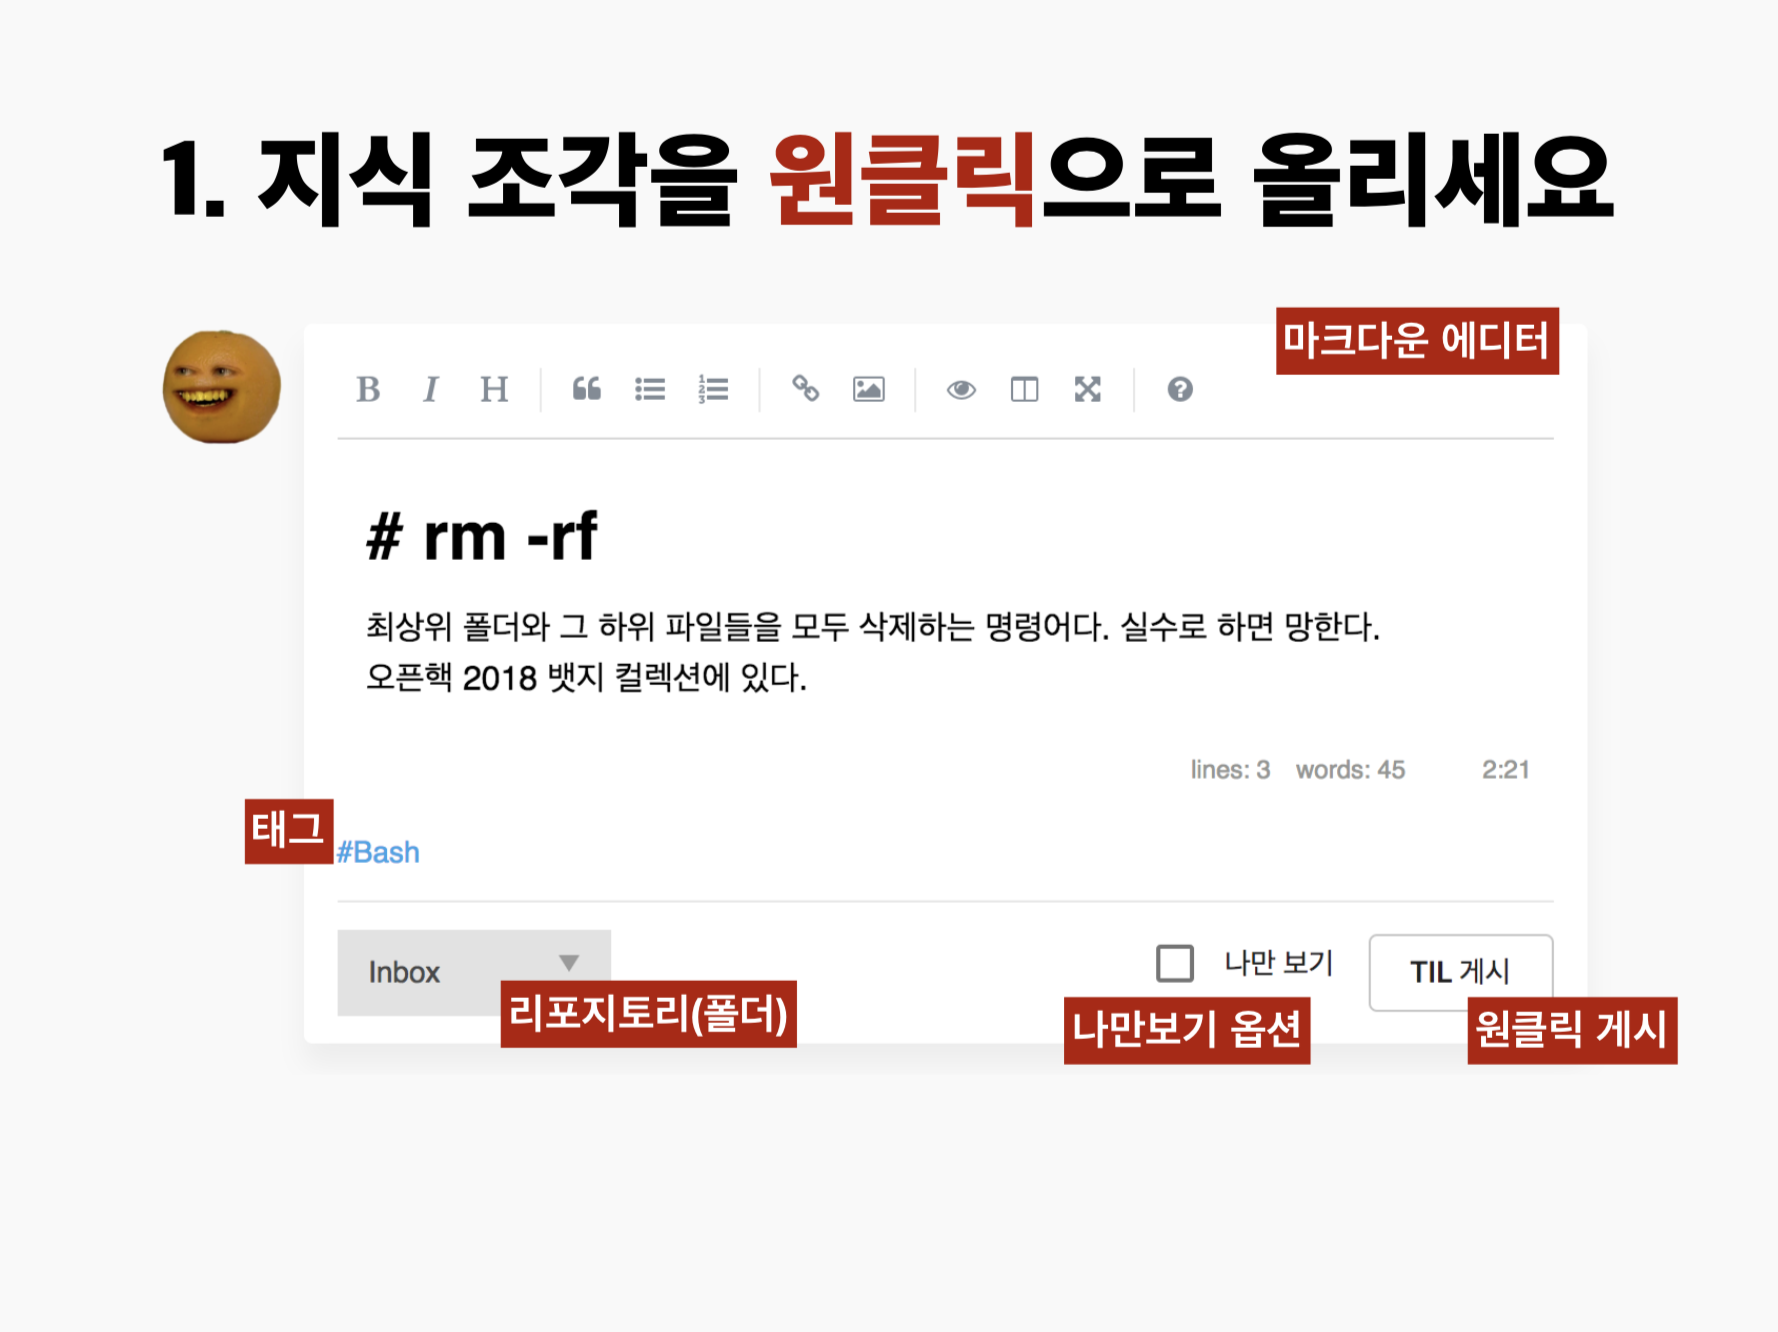 1. 지식 조각을 원클릭으로 올리세요
마크다운 에디터
B I H
# rm -rf
최상위 폴더와 그 하위 파일들을 모두 삭제하는 명령어다. 실수로 하면 망한다.
오픈핵 2018 뱃지 컬렉션에 있다.
lines: 3 words: 45 2:21
태그
#Bash
Inbox
나만 보기
TIL 게시
리포지토리(폴더)
나만보기 옵션
원클릭 게시